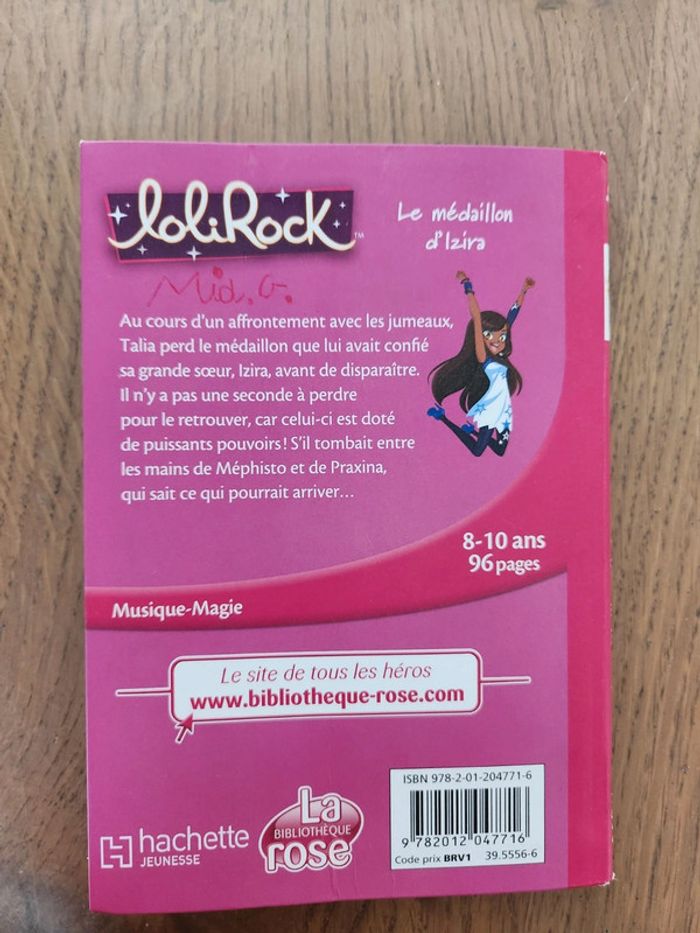 LoliRock™
Le médaillon
d'Izira
Mia. G.
Au cours d'un affrontement avec les jumeaux,
Talia perd le médaillon que lui avait confié
sa grande sœur, Izira, avant de disparaître.
Il n'y a pas une seconde à perdre
pour le retrouver, car celui-ci est doté
de puissants pouvoirs ! S'il tombait entre
les mains de Méphisto et de Praxina,
qui sait ce qui pourrait arriver…
8-10 ans
96 pages
Musique-Magie
Le site de tous les héros
www.bibliotheque-rose.com
hachette
JEUNESSE
La
BIBLIOTHÈQUE
rose
ISBN 978-2-01-204771-6
9 782012 047716
Code prix BRV1 39.5556-6